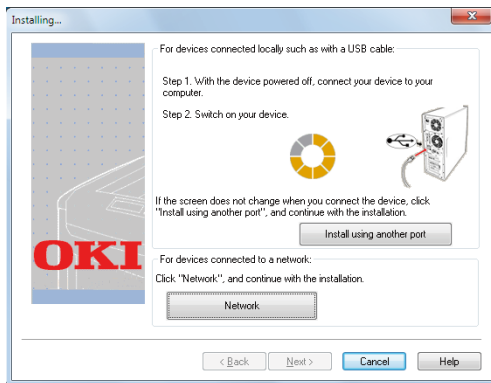 Installing...
For devices connected locally such as with a USB cable:
Step 1. With the device powered off, connect your device to your
computer.
Step 2. Switch on your device.
If the screen does not change when you connect the device, click
"Install using another port", and continue with the installation.
Install using another port
OKI
For devices connected to a network:
Click "Network", and continue with the installation.
Network
< Back
Next >
Cancel
Help